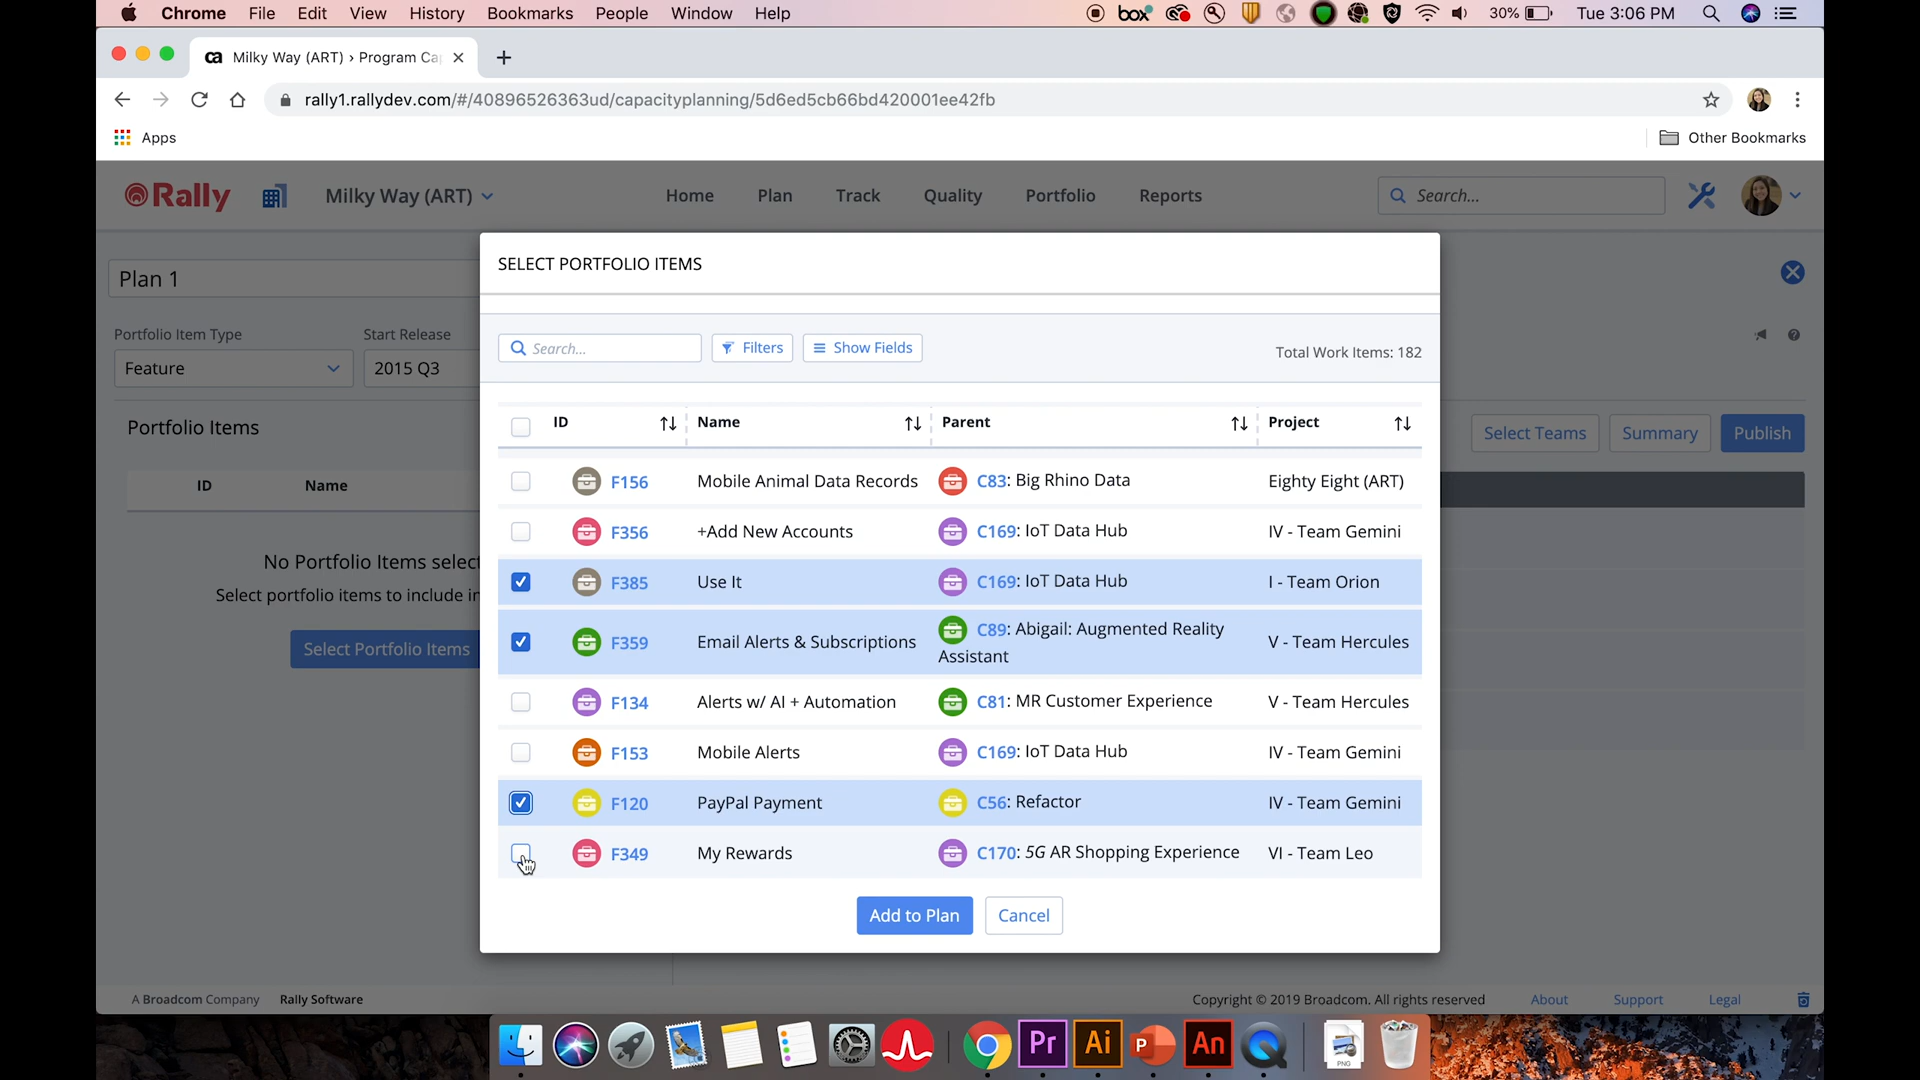 Chrome File Edit View History Bookmarks People Window Help box 30% Tue 3:06 PM
ca Milky Way (ART) › Program Ca
rally1.rallydev.com/#/40896526363ud/capacityplanning/5d6ed5cb66bd420001ee42fb
Apps Other Bookmarks
Rally Milky Way (ART) Home Plan Track Quality Portfolio Reports Search...
SELECT PORTFOLIO ITEMS
Plan 1
Portfolio Item Type Start Release
Search... Filters Show Fields Total Work Items: 182
Feature 2015 Q3
ID Name Parent Project
Portfolio Items Select Teams Summary Publish
F156 Mobile Animal Data Records C83: Big Rhino Data Eighty Eight (ART)
ID Name
F356 +Add New Accounts C169: IoT Data Hub IV - Team Gemini
No Portfolio Items selec
F385 Use It C169: IoT Data Hub I - Team Orion
Select portfolio items to include in
F359 Email Alerts & Subscriptions C89: Abigail: Augmented Reality
Assistant V - Team Hercules
Select Portfolio Items
F134 Alerts w/ AI + Automation C81: MR Customer Experience V - Team Hercules
F153 Mobile Alerts C169: IoT Data Hub IV - Team Gemini
F120 PayPal Payment C56: Refactor IV - Team Gemini
F349 My Rewards C170: 5G AR Shopping Experience VI - Team Leo
Add to Plan Cancel
A Broadcom Company Rally Software Copyright © 2019 Broadcom. All rights reserved About Support Legal
Pr Ai P An PNG